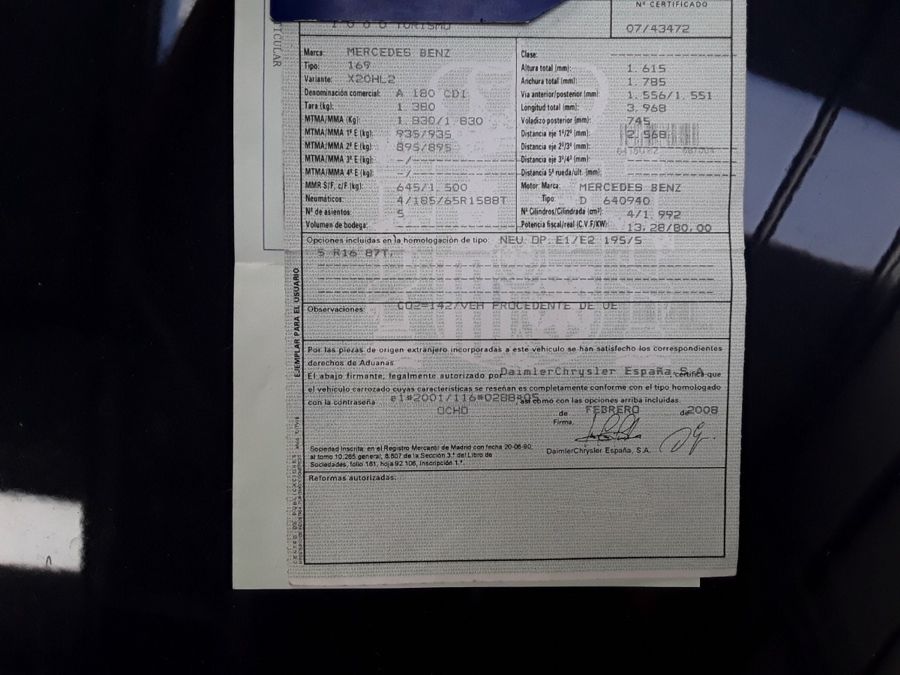 Nº CERTIFICADO
1 0 0 0 TURISMO
07/43472
Marca: MERCEDES BENZ
Tipo: 169
Variante: X20HL2
Denominación comercial: A 180 CDI
Tara (kg): 1.380
MTMA/MMA (Kg): 1.830/1.830
MTMA/MMA 1º E (kg): 935/935
MTMA/MMA 2º E (kg): 895/895
MTMA/MMA 3º E (kg): -/
MTMA/MMA 4º E (kg): -/
MMR S/F, c/F (kg): 645/1.500
Neumáticos: 4/185/65R1588T
Nº de asientos: 5
Volumen de bodega:
Clase:
Altura total (mm): 1.615
Anchura total (mm): 1.785
Vía anterior/posterior (mm): 1.556/1.551
Longitud total (mm): 3.968
Voladizo posterior (mm): 745
Distancia eje 1º/2º (mm): 2.568
Distancia eje 2º/3º (mm):
Distancia eje 3º/4º (mm):
Distancia 5ª rueda/últ. (mm):
Motor Marca: MERCEDES BENZ
Tipo: D 640940
Nº Cilindros/Cilindrada (cm³): 4/1.992
Potencia fiscal/real (C.V.F/KW): 13,28/80,00
Opciones incluidas en la homologación de tipo: NEU OP. E1/E2 195/5
5 R16 87T,
Observaciones: CO2=142/VEH PROCEDENTE DE UE
Por las piezas de origen extranjero incorporadas a este vehículo se han satisfecho los correspondientes
derechos de Aduanas
El abajo firmante, legalmente autorizado por DaimlerChrysler España, S.A. certifica que
el vehículo carrozado cuyas características se reseñan es completamente conforme con el tipo homologado
con la contraseña e1*2001/116*0288*05, así como con las opciones arriba incluidas.
OCHO de FEBRERO de 2008
Firma,
DaimlerChrysler España, S.A.
Sociedad inscrita: en el Registro Mercantil de Madrid con fecha 20-06-90,
al tomo 10.265 general, 8.607 de la Sección 3.ª del Libro de
Sociedades, folio 161, hoja 92.106, inscripción 1.ª.
Reformas autorizadas:
EJEMPLAR PARA EL USUARIO